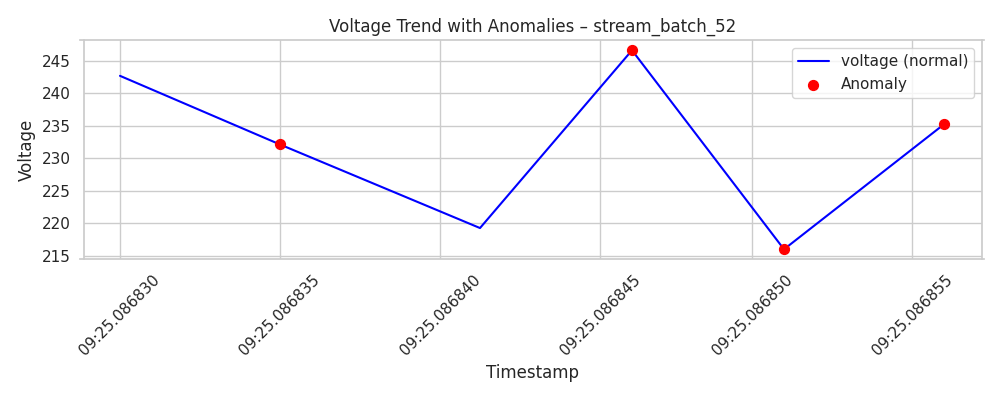 Voltage Trend with Anomalies – stream_batch_52
voltage (normal)
Anomaly
Voltage
245
240
235
230
225
220
215
09:25.086830
09:25.086835
09:25.086840
09:25.086845
09:25.086850
09:25.086855
Timestamp